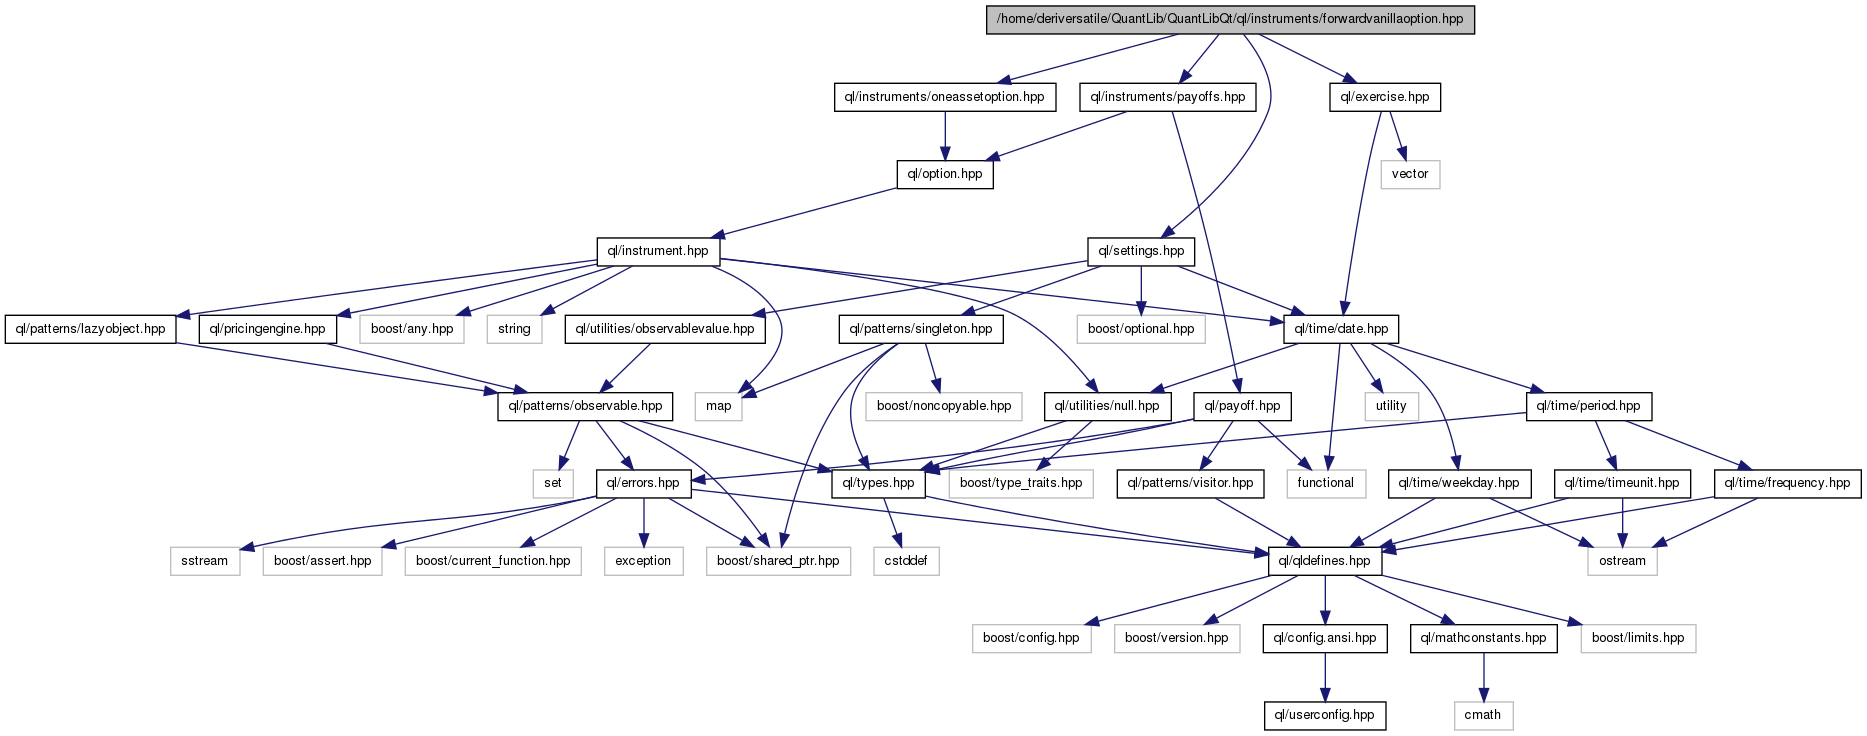 /home/deriversatile/QuantLib/QuantLibQt/ql/instruments/forwardvanillaoption.hpp
ql/instruments/oneassetoption.hpp
ql/instruments/payoffs.hpp
ql/exercise.hpp
ql/option.hpp
vector
ql/instrument.hpp
ql/settings.hpp
ql/patterns/lazyobject.hpp
ql/pricingengine.hpp
boost/any.hpp
string
ql/utilities/observablevalue.hpp
ql/patterns/singleton.hpp
boost/optional.hpp
ql/time/date.hpp
ql/patterns/observable.hpp
map
boost/noncopyable.hpp
ql/utilities/null.hpp
ql/payoff.hpp
utility
ql/time/period.hpp
set
ql/errors.hpp
ql/types.hpp
boost/type_traits.hpp
ql/patterns/visitor.hpp
functional
ql/time/weekday.hpp
ql/time/timeunit.hpp
ql/time/frequency.hpp
sstream
boost/assert.hpp
boost/current_function.hpp
exception
boost/shared_ptr.hpp
cstddef
ql/qldefines.hpp
ostream
boost/config.hpp
boost/version.hpp
ql/config.ansi.hpp
ql/mathconstants.hpp
boost/limits.hpp
ql/userconfig.hpp
cmath